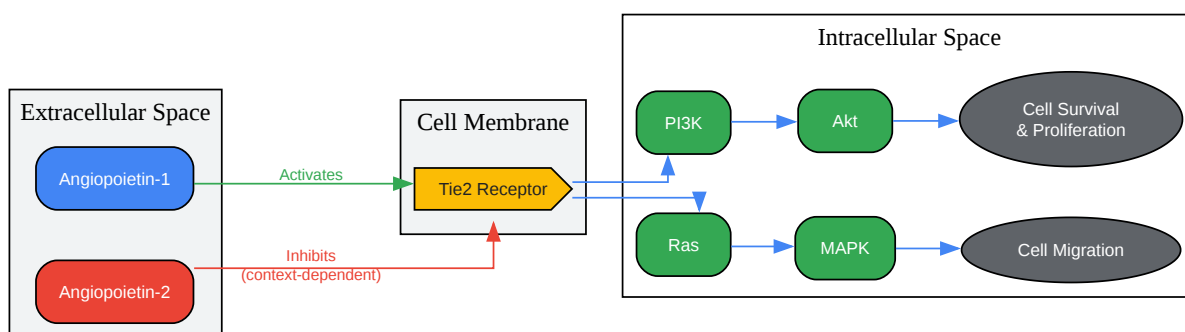 Extracellular Space
Angiopoietin-1
Angiopoietin-2
Activates
Inhibits
(context-dependent)
Cell Membrane
Tie2 Receptor
Intracellular Space
PI3K
Akt
Cell Survival
& Proliferation
Ras
MAPK
Cell Migration